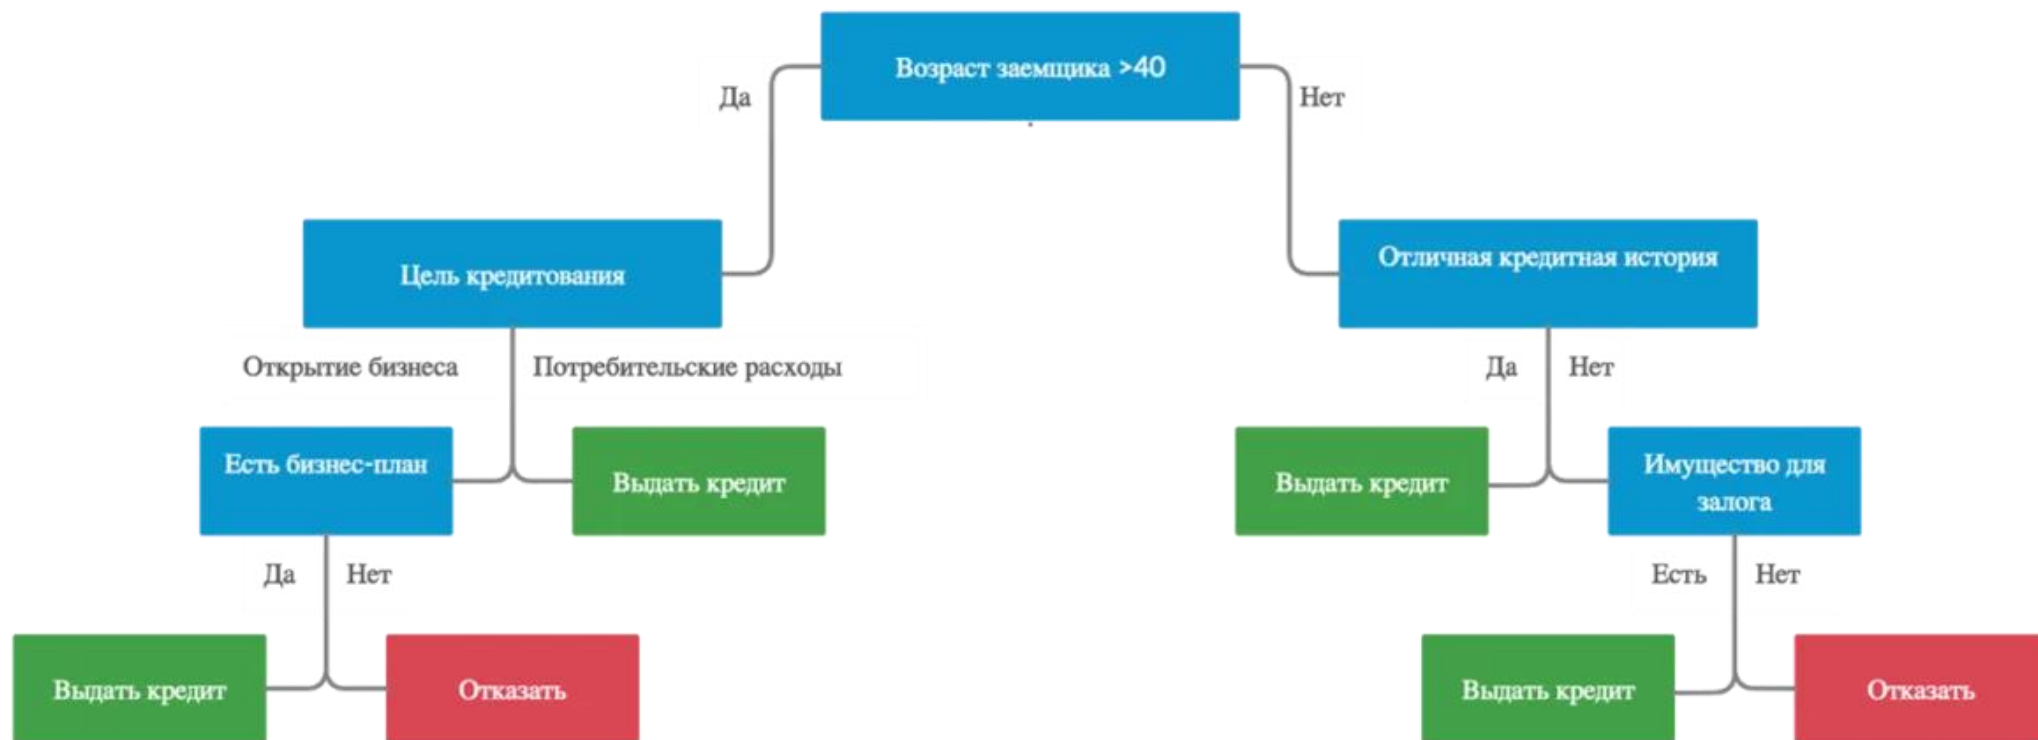 Возраст заемщика >40
Да
Нет
Цель кредитования
Отличная кредитная история
Открытие бизнеса
Потребительские расходы
Да
Нет
Есть бизнес-план
Выдать кредит
Выдать кредит
Имущество для
залога
Да
Нет
Есть
Нет
Выдать кредит
Отказать
Выдать кредит
Отказать